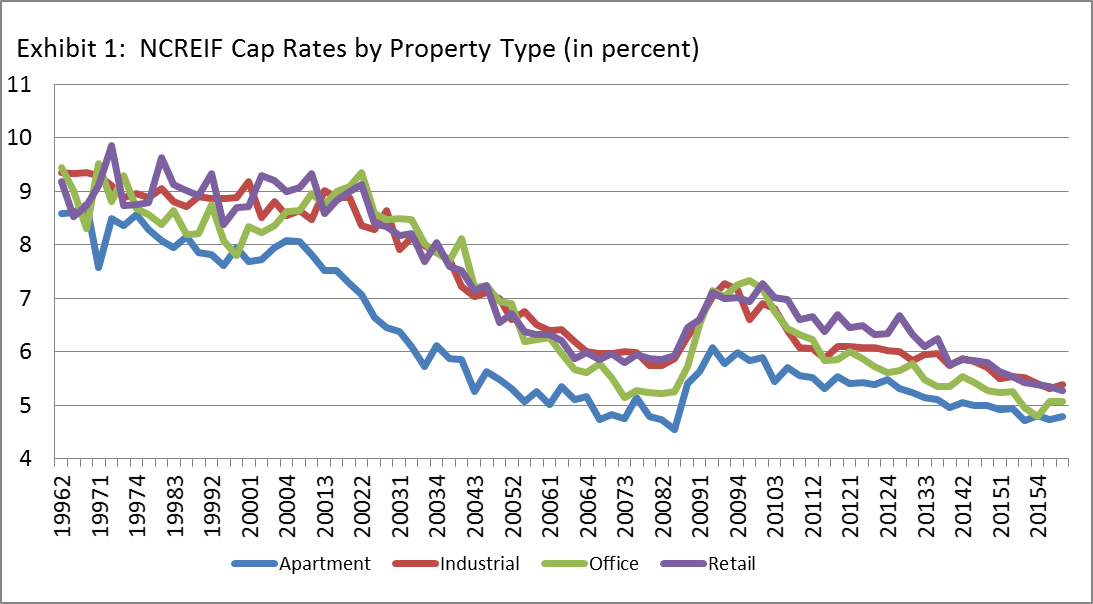 Exhibit 1:  NCREIF Cap Rates by Property Type (in percent)
11
10
9
8
7
6
5
4
19962 19971 19974 19983 19992 20001 20004 20013 20022 20031 20034 20043 20052 20061 20064 20073 20082 20091 20094 20103 20112 20121 20124 20133 20142 20151 20154
Apartment Industrial Office Retail